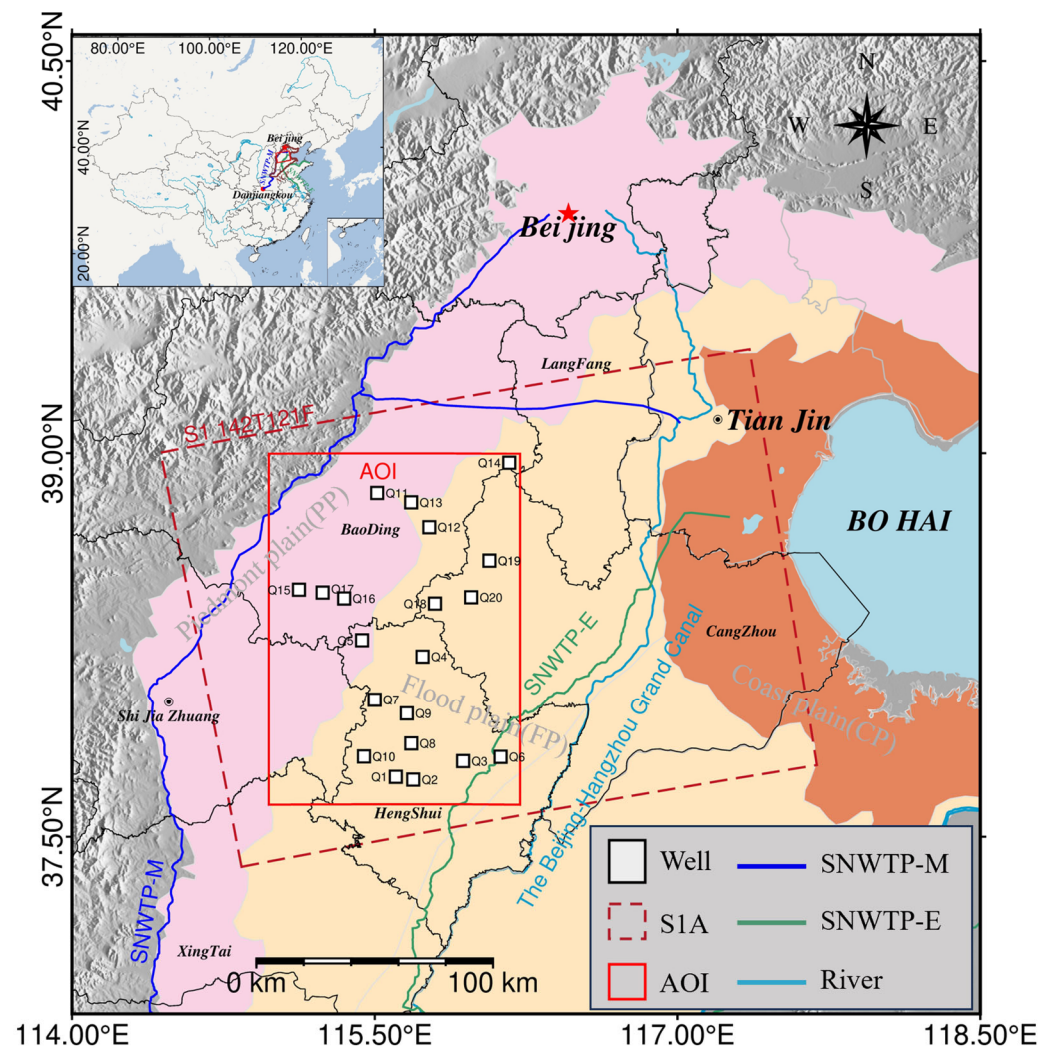 80.00°E 100.00°E 120.00°E
40.50°N
40.00°N
20.00°N
Bei jing
SNWTP-M
Danjiangkou
N
W E
S
Bei jing
LangFang
S1 142T121F
Tian Jin
39.00°N
AOI
Q14
Q11
Q13
BaoDing
Q12
BO HAI
Piedmont plain(PP)
Q19
Q15
Q17
Q16
Q18
Q20
SNWTP-E
CangZhou
Q5
Q4
The Beijing-Hangzhou Grand Canal
Flood plain(FP)
Coast plain(CP)
Shi Jia Zhuang
Q7
Q9
Q8
Q10
Q3
Q6
Q1
Q2
HengShui
37.50°N
SNWTP-M
XingTai
0 km 100 km
Well SNWTP-M
S1A SNWTP-E
AOI River
114.00°E 115.50°E 117.00°E 118.50°E